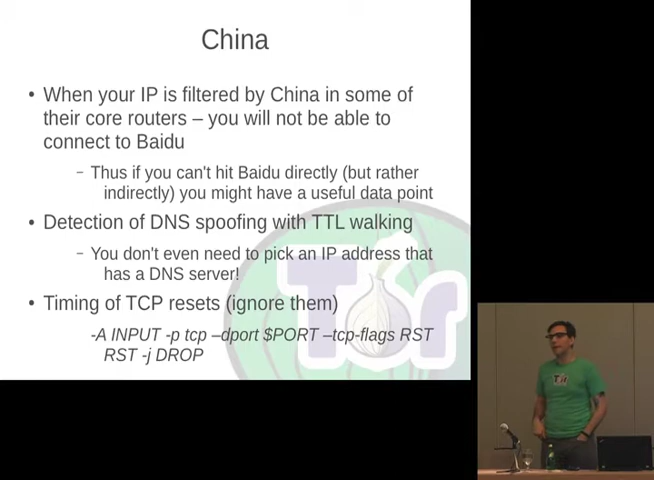 China
• When your IP is filtered by China in some of
their core routers – you will not be able to
connect to Baidu
– Thus if you can't hit Baidu directly (but rather
indirectly) you might have a useful data point
• Detection of DNS spoofing with TTL walking
– You don't even need to pick an IP address that
has a DNS server!
• Timing of TCP resets (ignore them)
-A INPUT -p tcp –dport $PORT –tcp-flags RST
RST -j DROP
Tor
Tor